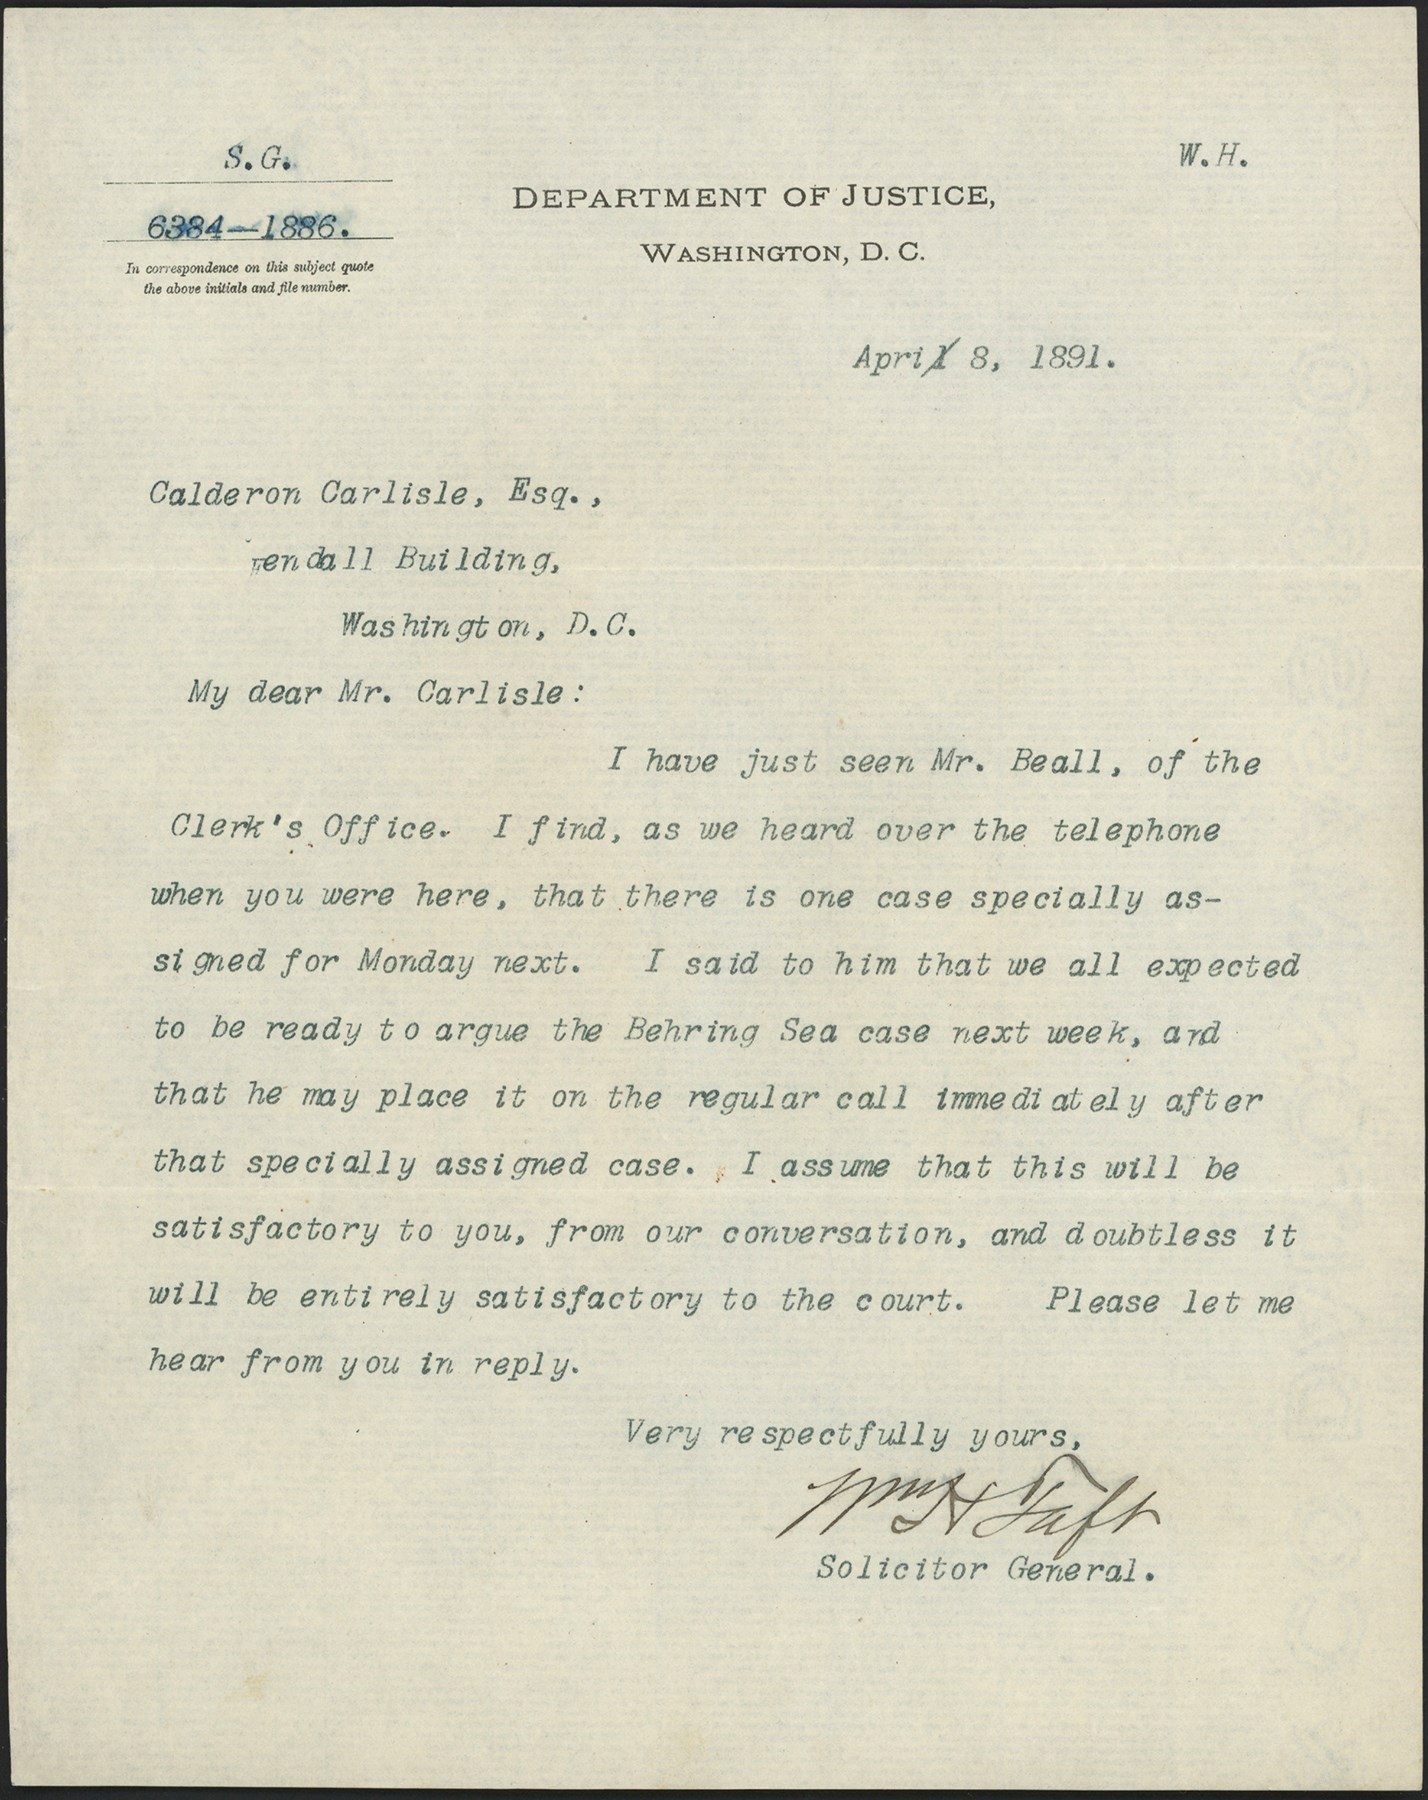 S.G.
W.H.
6384—1886.
In correspondence on this subject quote
the above initials and file number.
DEPARTMENT OF JUSTICE,
WASHINGTON, D. C.
April 8, 1891.
Calderon Carlisle, Esq.,
Kendall Building,
Washington, D.C.
My dear Mr. Carlisle:
I have just seen Mr. Beall, of the
Clerk's Office. I find, as we heard over the telephone
when you were here, that there is one case specially as-
signed for Monday next. I said to him that we all expected
to be ready to argue the Behring Sea case next week, and
that he may place it on the regular call immediately after
that specially assigned case. I assume that this will be
satisfactory to you, from our conversation, and doubtless it
will be entirely satisfactory to the court. Please let me
hear from you in reply.
Very respectfully yours,
Wm H Taft
Solicitor General.